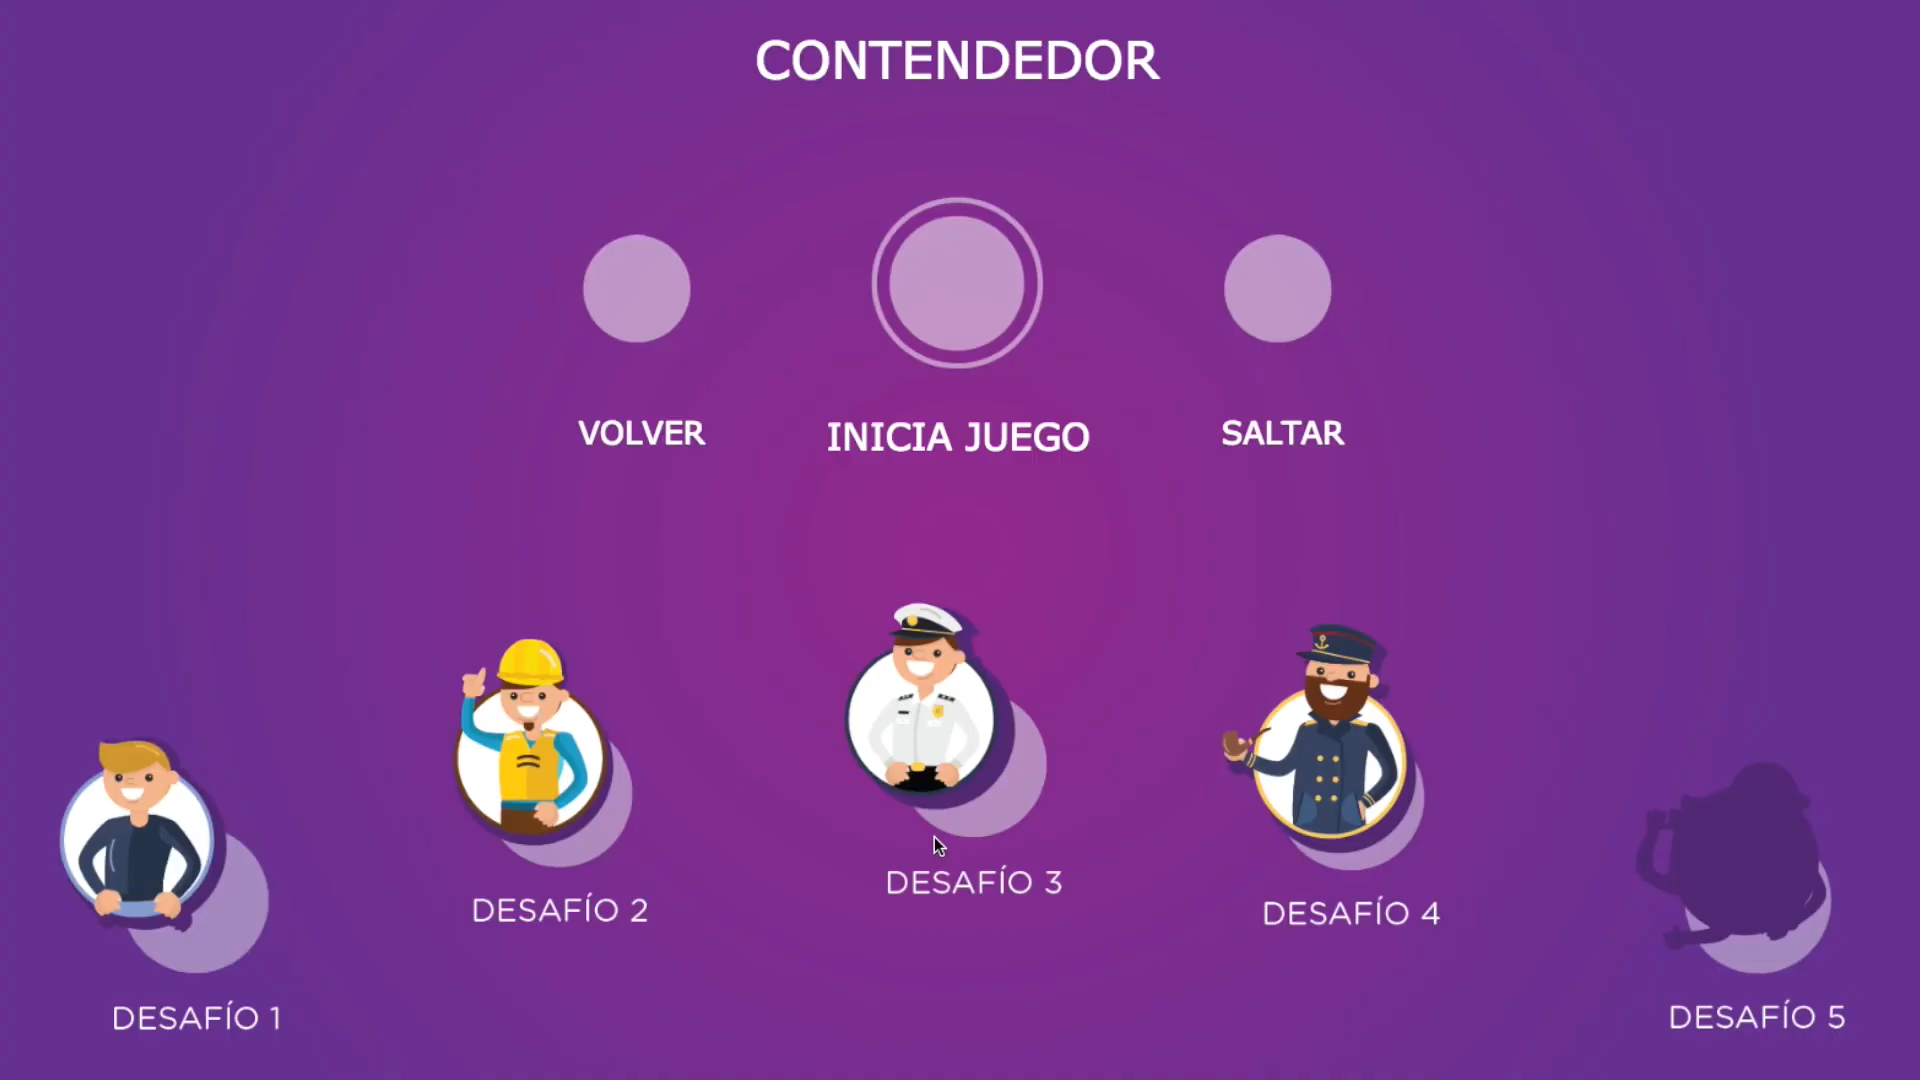 CONTENDEDOR
VOLVER
INICIA JUEGO
SALTAR
DESAFÍO 1
DESAFÍO 2
DESAFÍO 3
DESAFÍO 4
DESAFÍO 5